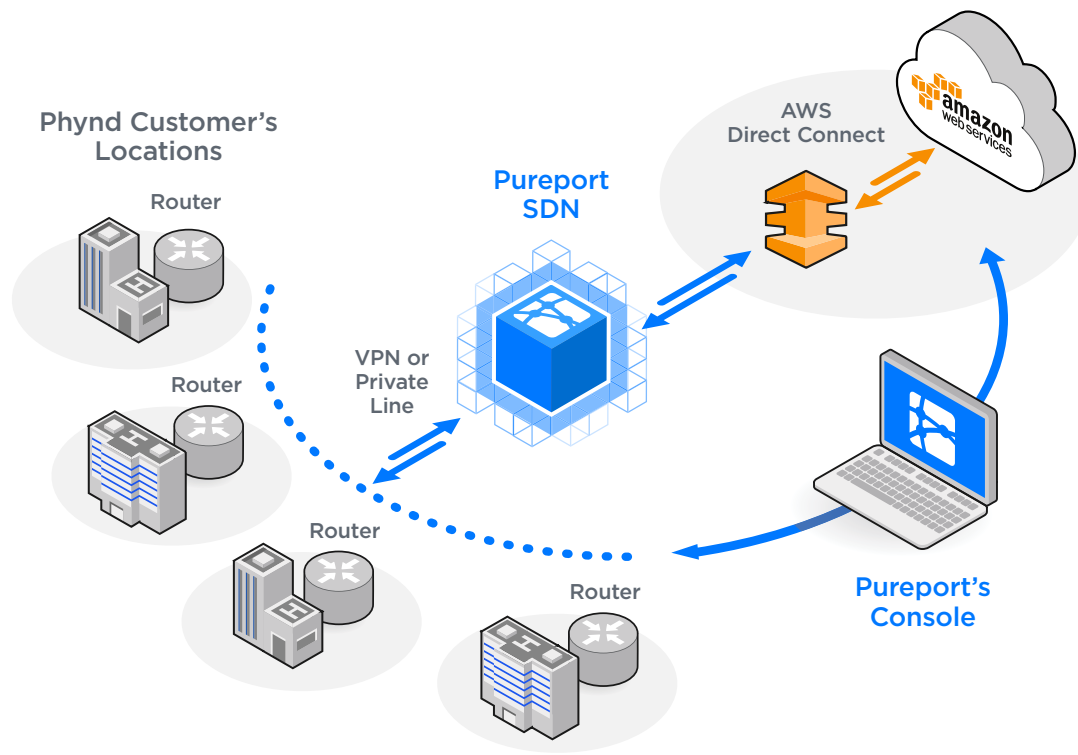 Phynd Customer's
Locations
Router
Router
Router
Router
VPN or
Private
Line
Pureport
SDN
AWS
Direct Connect
amazon
web services
Pureport's
Console